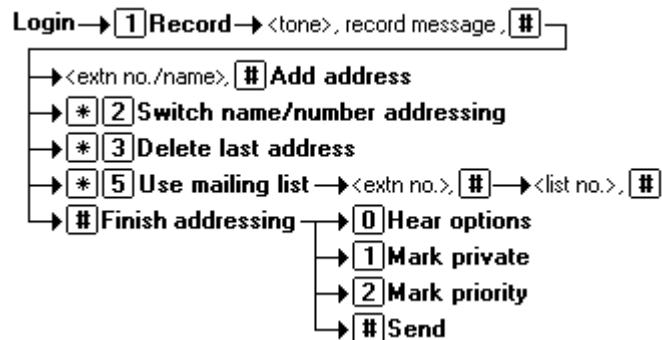 Login 1 Record <tone>, record message , #
<extn no./name>, # Add address
* 2 Switch name/number addressing
* 3 Delete last address
* 5 Use mailing list <extn no.>, # <list no.>, #
# Finish addressing 0 Hear options
1 Mark private
2 Mark priority
# Send